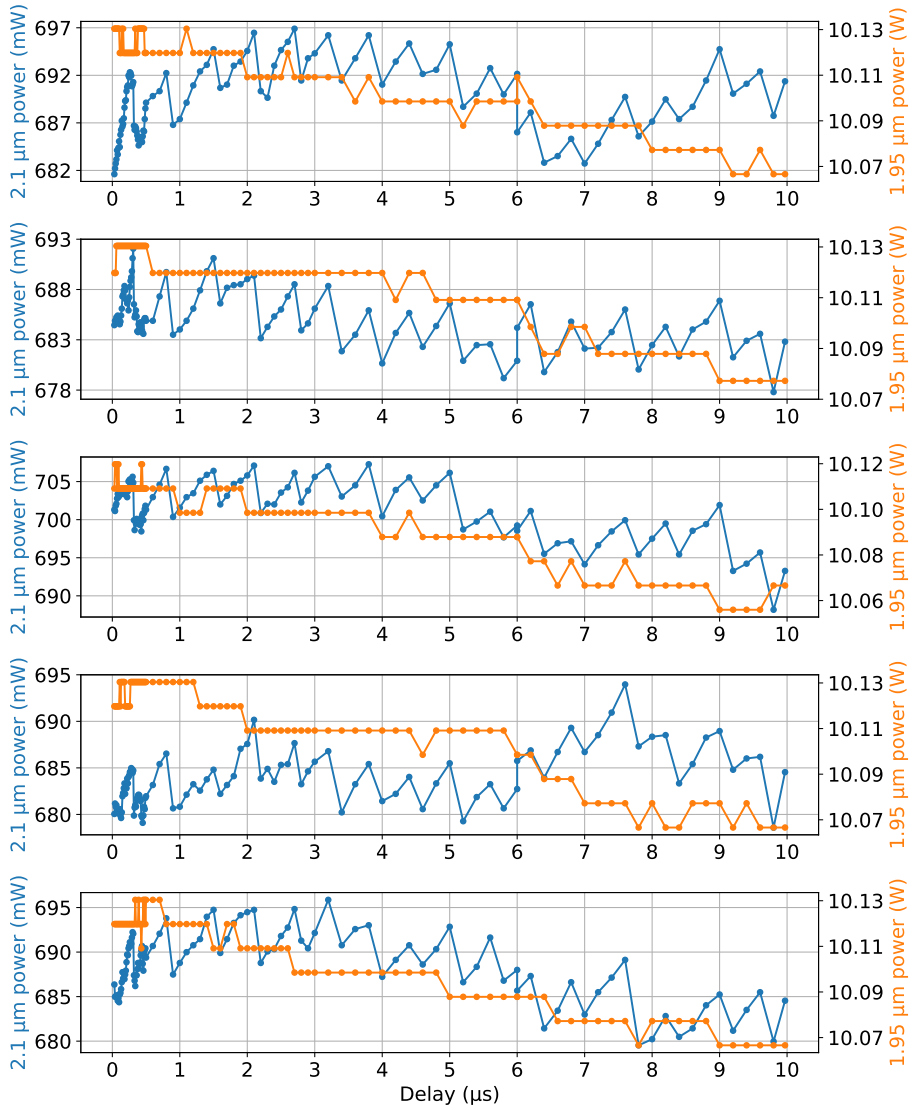 2.1 µm power (mW)
697
692
687
682
10.13
10.11
10.09
10.07
1.95 µm power (W)
0 1 2 3 4 5 6 7 8 9 10
2.1 µm power (mW)
693
688
683
678
10.13
10.11
10.09
10.07
1.95 µm power (W)
0 1 2 3 4 5 6 7 8 9 10
2.1 µm power (mW)
705
700
695
690
10.12
10.10
10.08
10.06
1.95 µm power (W)
0 1 2 3 4 5 6 7 8 9 10
2.1 µm power (mW)
695
690
685
680
10.13
10.11
10.09
10.07
1.95 µm power (W)
0 1 2 3 4 5 6 7 8 9 10
2.1 µm power (mW)
695
690
685
680
10.13
10.11
10.09
10.07
1.95 µm power (W)
0 1 2 3 4 5 6 7 8 9 10
Delay (µs)